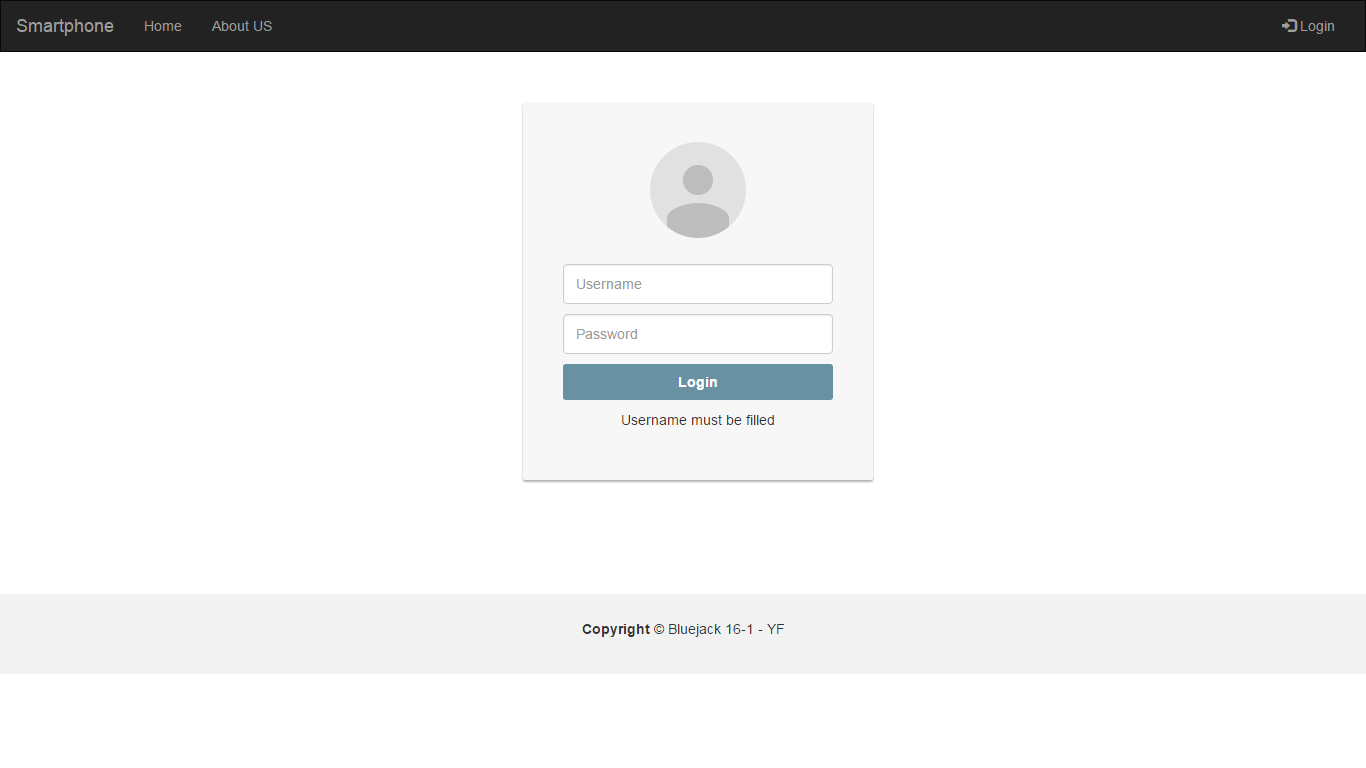 Smartphone Home About US Login
Username
Password
Login
Username must be filled
Copyright © Bluejack 16-1 - YF